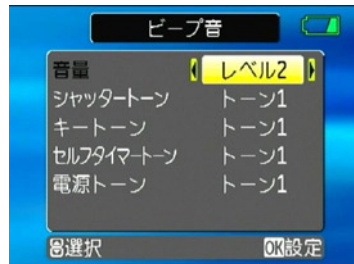 ビープ音
音量 レベル2
シャッタートーン トーン1
キートーン トーン1
セルフタイマートーン トーン1
電源トーン トーン1
選択 OK設定